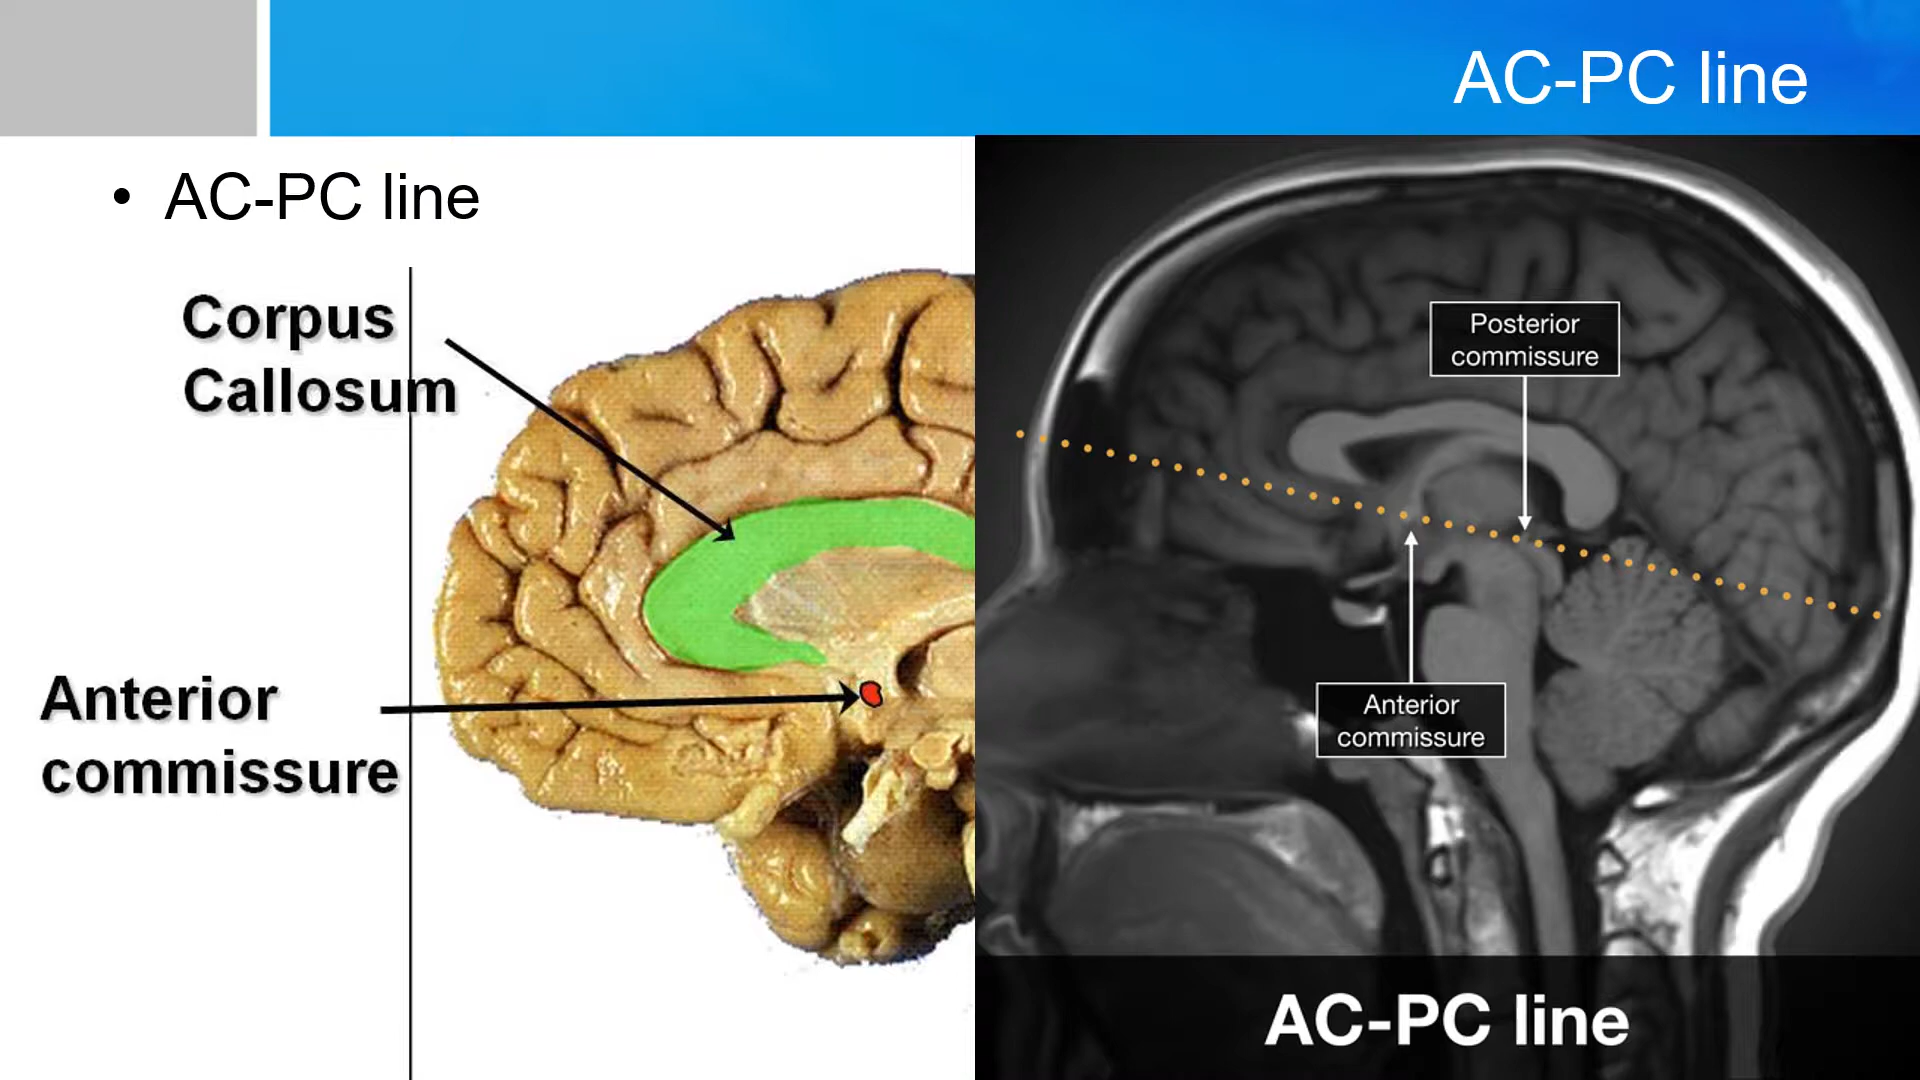 AC-PC line
• AC-PC line
Corpus
Callosum
Anterior
commissure
Posterior
commissure
Anterior
commissure
AC-PC line